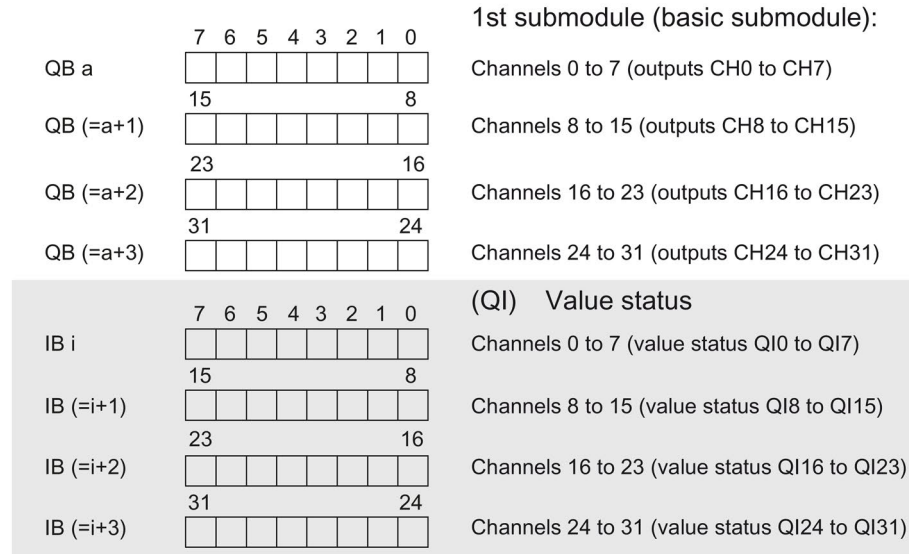 1st submodule (basic submodule):
7 6 5 4 3 2 1 0
QB a Channels 0 to 7 (outputs CH0 to CH7)
15 8
QB (=a+1) Channels 8 to 15 (outputs CH8 to CH15)
23 16
QB (=a+2) Channels 16 to 23 (outputs CH16 to CH23)
31 24
QB (=a+3) Channels 24 to 31 (outputs CH24 to CH31)
(QI) Value status
7 6 5 4 3 2 1 0
IB i Channels 0 to 7 (value status QI0 to QI7)
15 8
IB (=i+1) Channels 8 to 15 (value status QI8 to QI15)
23 16
IB (=i+2) Channels 16 to 23 (value status QI16 to QI23)
31 24
IB (=i+3) Channels 24 to 31 (value status QI24 to QI31)